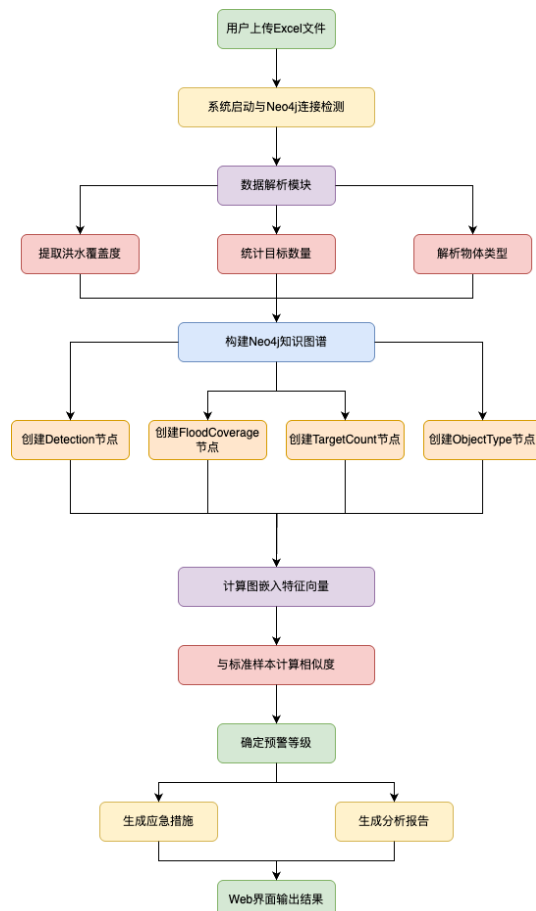 用户上传Excel文件
系统启动与Neo4j连接检测
数据解析模块
提取洪水覆盖度
统计目标数量
解析物体类型
构建Neo4j知识图谱
创建Detection节点
创建FloodCoverage
节点
创建TargetCount节点
创建ObjectType节点
计算图嵌入特征向量
与标准样本计算相似度
确定预警等级
生成应急措施
生成分析报告
Web界面输出结果